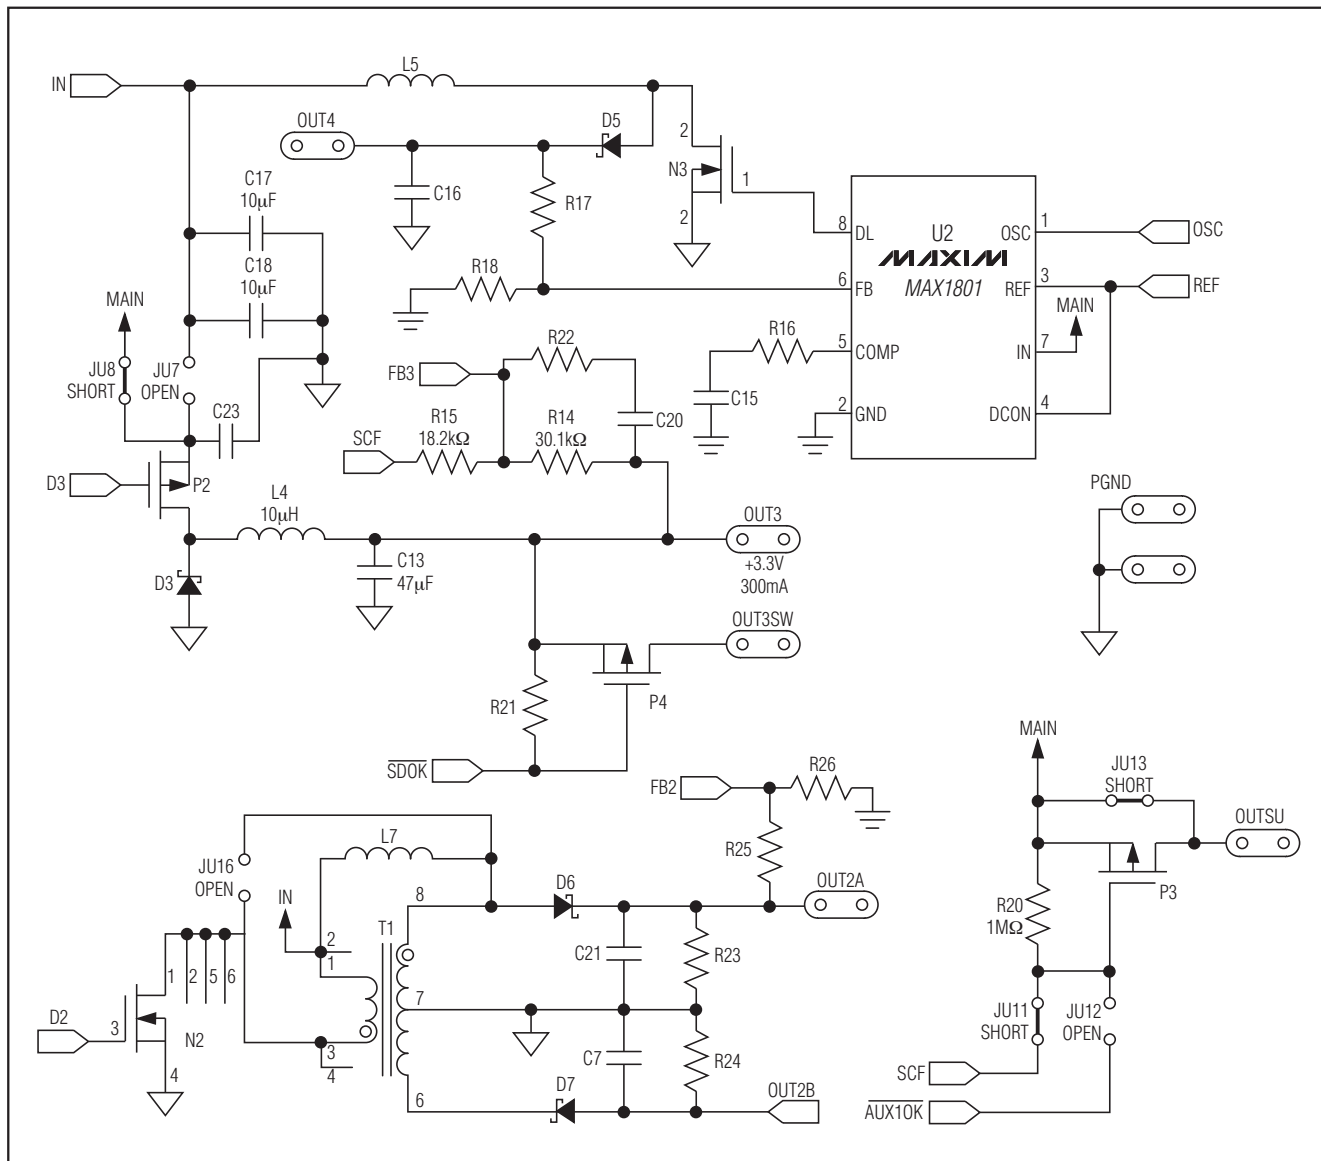 IN
L5
OUT4
D5
2
N3
1
2
C17
10µF
C16
R17
C18
10µF
R18
MAIN
JU8
SHORT
JU7
OPEN
C23
8
DL
6
FB
5
COMP
2
GND
U2
MAXIM
MAX1801
OSC
1
REF
3
IN
7
DCON
4
OSC
REF
MAIN
R16
C15
R22
FB3
C20
SCF
R15
18.2kΩ
R14
30.1kΩ
D3
P2
L4
10µH
D3
C13
47µF
OUT3
+3.3V
300mA
PGND
OUT3SW
R21
P4
SDOK
FB2
R26
R25
MAIN
JU13
SHORT
OUTSU
P3
R20
1MΩ
JU11
SHORT
JU12
OPEN
SCF
AUX1OK
L7
JU16
OPEN
IN
2
1
T1
8
7
6
3
4
D6
OUT2A
C21
R23
C7
R24
D7
OUT2B
D2
3
1
2
5
6
N2
4